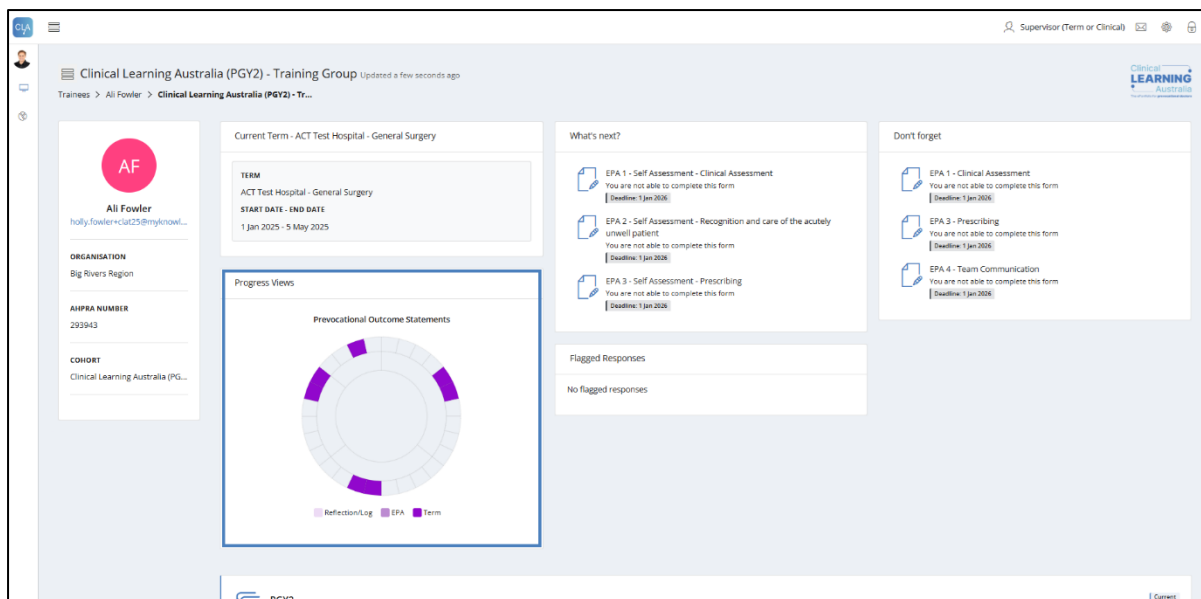 CLA
Supervisor (Term or Clinical)
Clinical Learning Australia (PGY2) - Training Group Updated a few seconds ago
Trainees > Ali Fowler > Clinical Learning Australia (PGY2) - Tr...
Clinical
LEARNING
Australia
AF
Ali Fowler
holly.fowler+clat25@myknowl...
ORGANISATION
Big Rivers Region
AHPRA NUMBER
293943
COHORT
Clinical Learning Australia (PG...
Current Term - ACT Test Hospital - General Surgery
TERM
ACT Test Hospital - General Surgery
START DATE - END DATE
1 Jan 2025 - 5 May 2025
Progress Views
Prevocational Outcome Statements
Reflection/Log EPA Term
What's next?
EPA 1 - Self Assessment - Clinical Assessment
You are not able to complete this form
Deadline: 1 Jan 2026
EPA 2 - Self Assessment - Recognition and care of the acutely
unwell patient
You are not able to complete this form
Deadline: 1 Jan 2026
EPA 3 - Self Assessment - Prescribing
You are not able to complete this form
Deadline: 1 Jan 2026
Flagged Responses
No flagged responses
Don't forget
EPA 1 - Clinical Assessment
You are not able to complete this form
Deadline: 1 Jan 2026
EPA 3 - Prescribing
You are not able to complete this form
Deadline: 1 Jan 2026
EPA 4 - Team Communication
You are not able to complete this form
Deadline: 1 Jan 2026
PGY2
Current